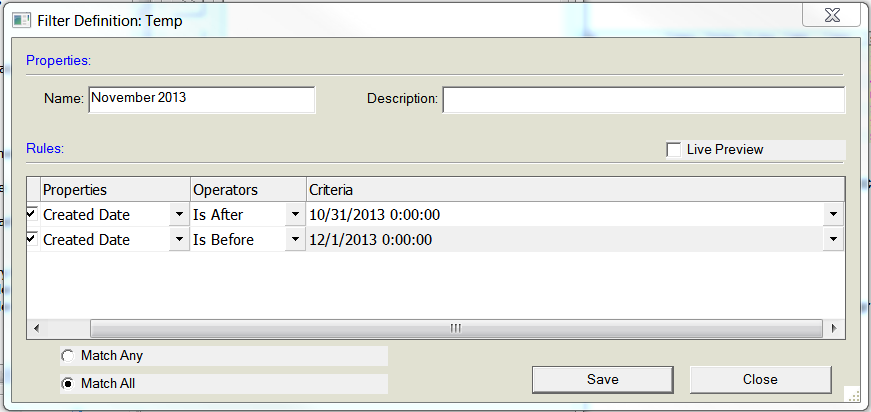 Filter Definition: Temp
Properties:
Name: November 2013 Description:
Rules:
Live Preview
Properties Operators Criteria
Created Date Is After 10/31/2013 0:00:00
Created Date Is Before 12/1/2013 0:00:00
Match Any
Match All
Save Close